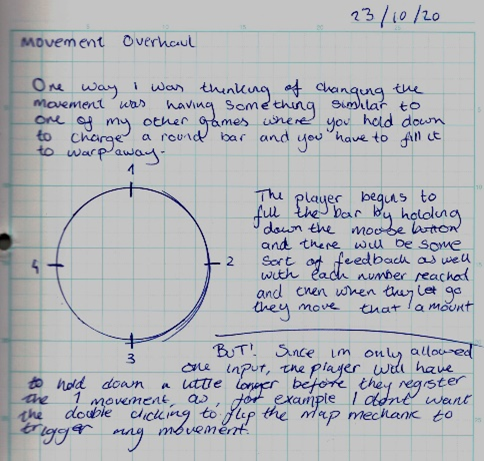 23/10/20
Movement Overhaul
One way i was thinking of changing the
movement was having something similar to
one of my other games where you hold down
to charge a round bar and you have to fill it
to warp away.
1
2
3
4
The player begins to
fill the bar by holding
down the mouse button
and there will be some
sort of feedback as well
with each number reached
and then when they let go
they move that amount
BUT! Since im only allowed
one input, the player will have
to hold down a little longer before they register
the 1 movement, as, for example I dont want
the double clicking to flip the map mechanic to
trigger any movement.